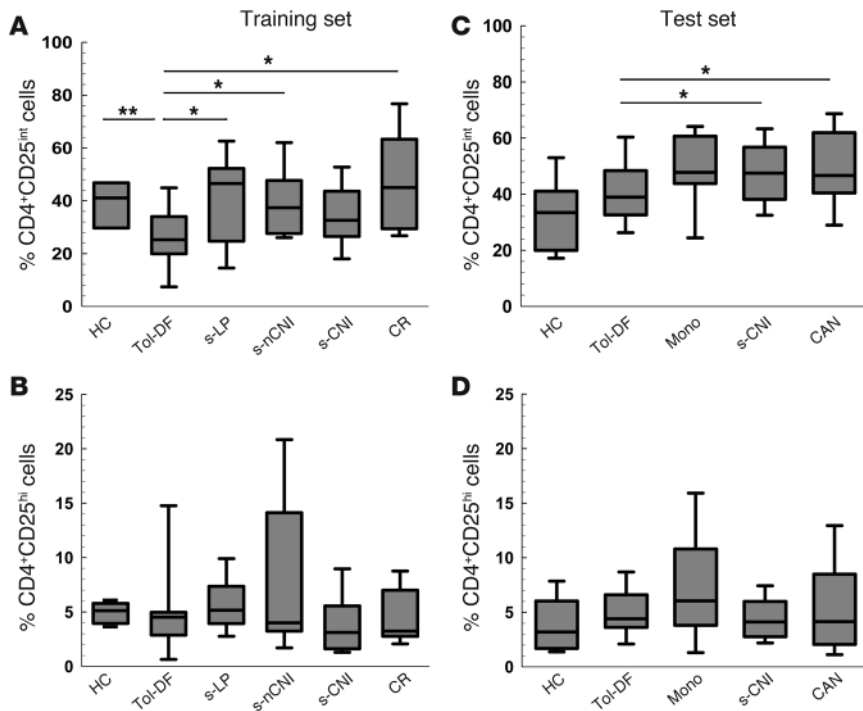 Training set
A
% CD4⁺CD25ⁱⁿᵗ cells
100
80
60
40
20
0
*
*
** *
HC Tol-DF s-LP s-nCNI s-CNI CR
B
% CD4⁺CD25ʰⁱ cells
25
20
15
10
5
0
HC Tol-DF s-LP s-nCNI s-CNI CR
Test set
C
% CD4⁺CD25ⁱⁿᵗ cells
100
80
60
40
20
0
*
*
HC Tol-DF Mono s-CNI CAN
D
% CD4⁺CD25ʰⁱ cells
25
20
15
10
5
0
HC Tol-DF Mono s-CNI CAN